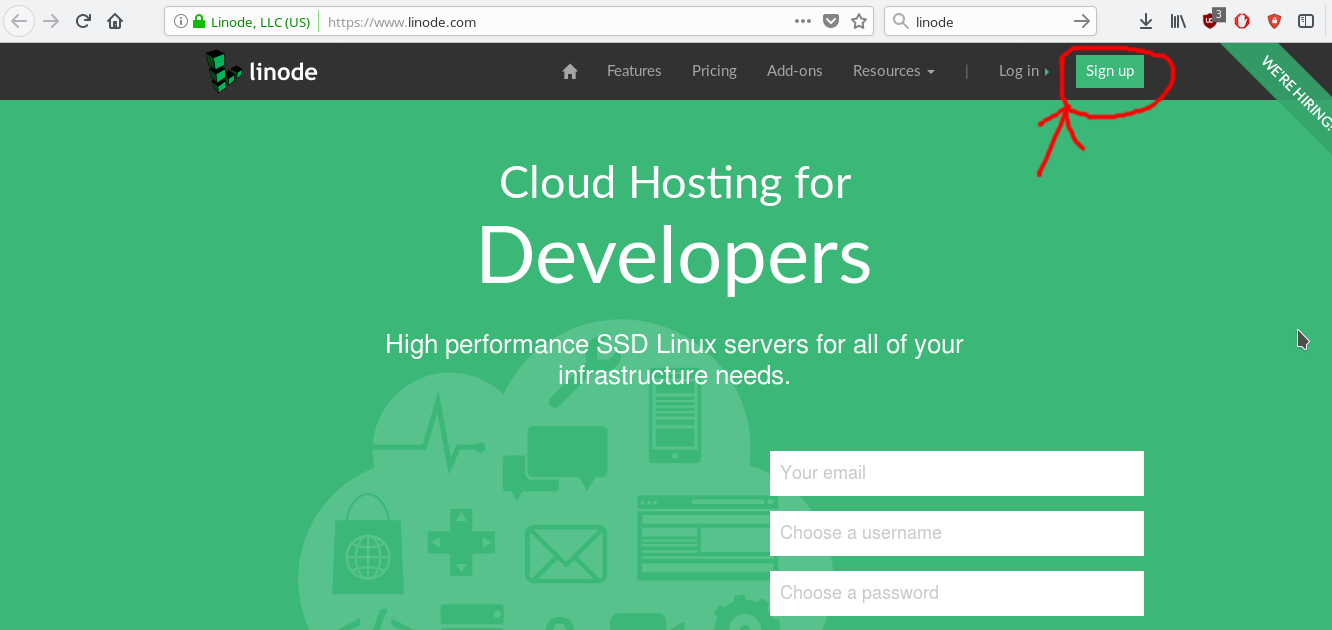 Linode, LLC (US) https://www.linode.com linode 3
linode Features Pricing Add-ons Resources | Log in Sign up
WE'RE HIRING!
Cloud Hosting for
Developers
High performance SSD Linux servers for all of your
infrastructure needs.
Your email
Choose a username
Choose a password